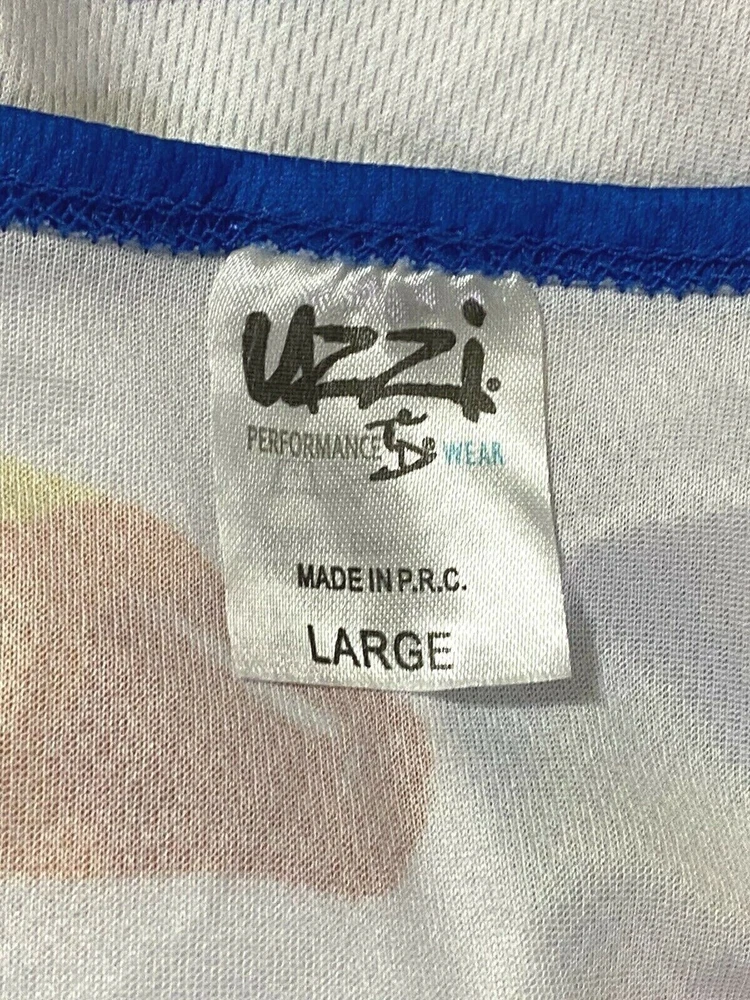 uzzi®
PERFORMANCE ® WEAR
MADE IN P.R.C.
LARGE